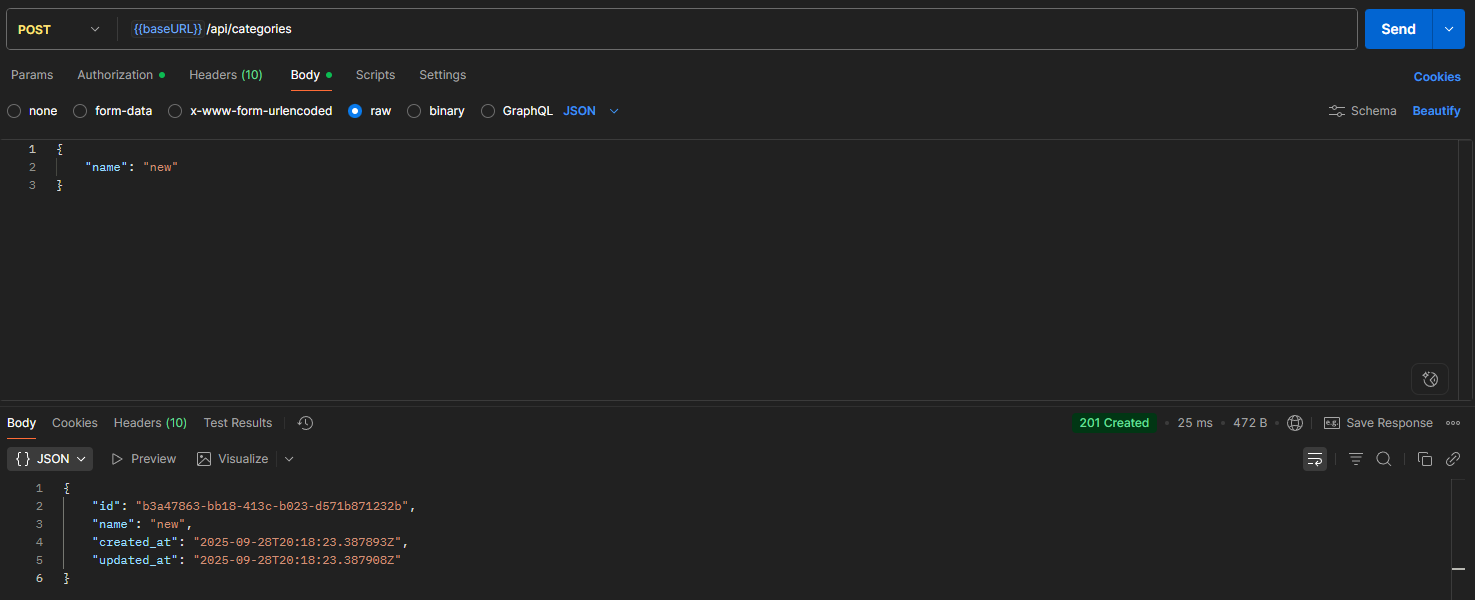 POST {{baseURL}} /api/categories Send
Params Authorization Headers (10) Body Scripts Settings Cookies
none form-data x-www-form-urlencoded raw binary GraphQL JSON Schema Beautify
1 {
2 "name": "new"
3 }
Body Cookies Headers (10) Test Results 201 Created • 25 ms • 472 B • e.g. Save Response
{} JSON Preview Visualize
1 {
2 "id": "b3a47863-bb18-413c-b023-d571b871232b",
3 "name": "new",
4 "created_at": "2025-09-28T20:18:23.387893Z",
5 "updated_at": "2025-09-28T20:18:23.387908Z"
6 }